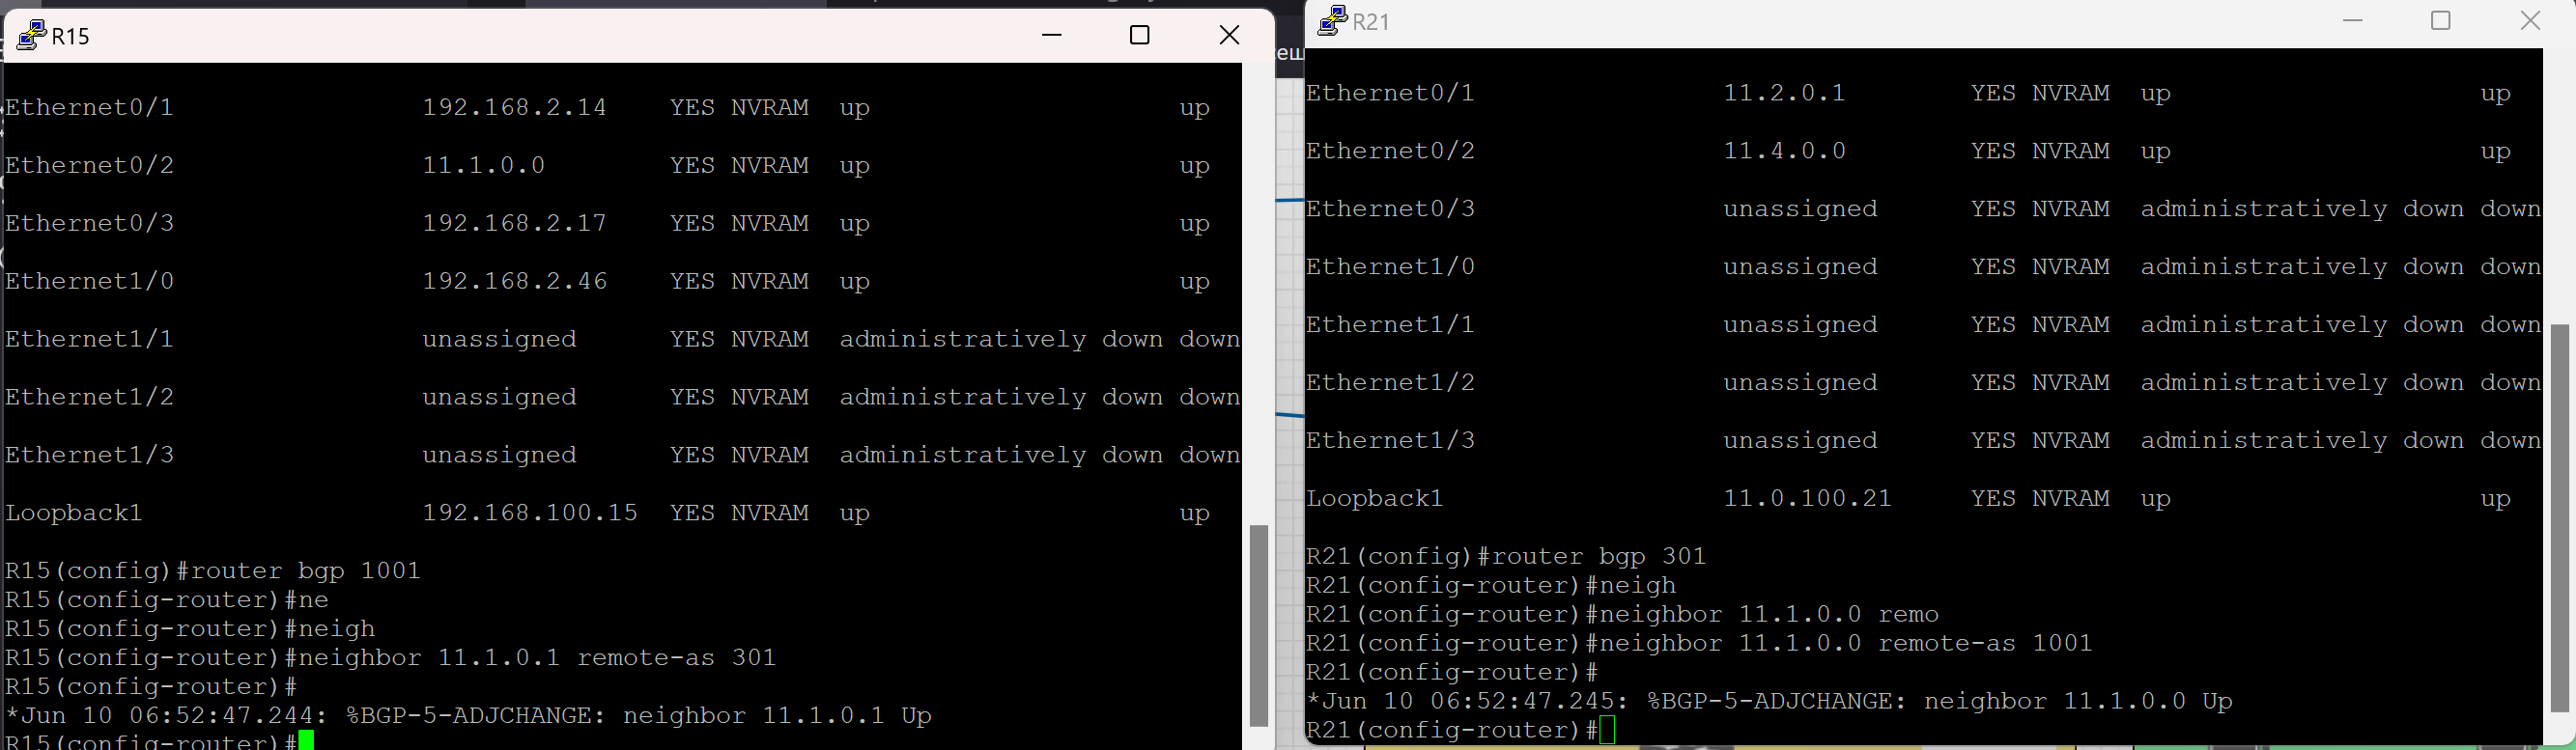 R15
Ethernet0/1 192.168.2.14 YES NVRAM up up
Ethernet0/2 11.1.0.0 YES NVRAM up up
Ethernet0/3 192.168.2.17 YES NVRAM up up
Ethernet1/0 192.168.2.46 YES NVRAM up up
Ethernet1/1 unassigned YES NVRAM administratively down down
Ethernet1/2 unassigned YES NVRAM administratively down down
Ethernet1/3 unassigned YES NVRAM administratively down down
Loopback1 192.168.100.15 YES NVRAM up up
R15(config)#router bgp 1001
R15(config-router)#ne
R15(config-router)#neigh
R15(config-router)#neighbor 11.1.0.1 remote-as 301
R15(config-router)#
*Jun 10 06:52:47.244: %BGP-5-ADJCHANGE: neighbor 11.1.0.1 Up
R15(config-router)#
R21
Ethernet0/1 11.2.0.1 YES NVRAM up up
Ethernet0/2 11.4.0.0 YES NVRAM up up
Ethernet0/3 unassigned YES NVRAM administratively down down
Ethernet1/0 unassigned YES NVRAM administratively down down
Ethernet1/1 unassigned YES NVRAM administratively down down
Ethernet1/2 unassigned YES NVRAM administratively down down
Ethernet1/3 unassigned YES NVRAM administratively down down
Loopback1 11.0.100.21 YES NVRAM up up
R21(config)#router bgp 301
R21(config-router)#neigh
R21(config-router)#neighbor 11.1.0.0 remo
R21(config-router)#neighbor 11.1.0.0 remote-as 1001
R21(config-router)#
*Jun 10 06:52:47.245: %BGP-5-ADJCHANGE: neighbor 11.1.0.0 Up
R21(config-router)#